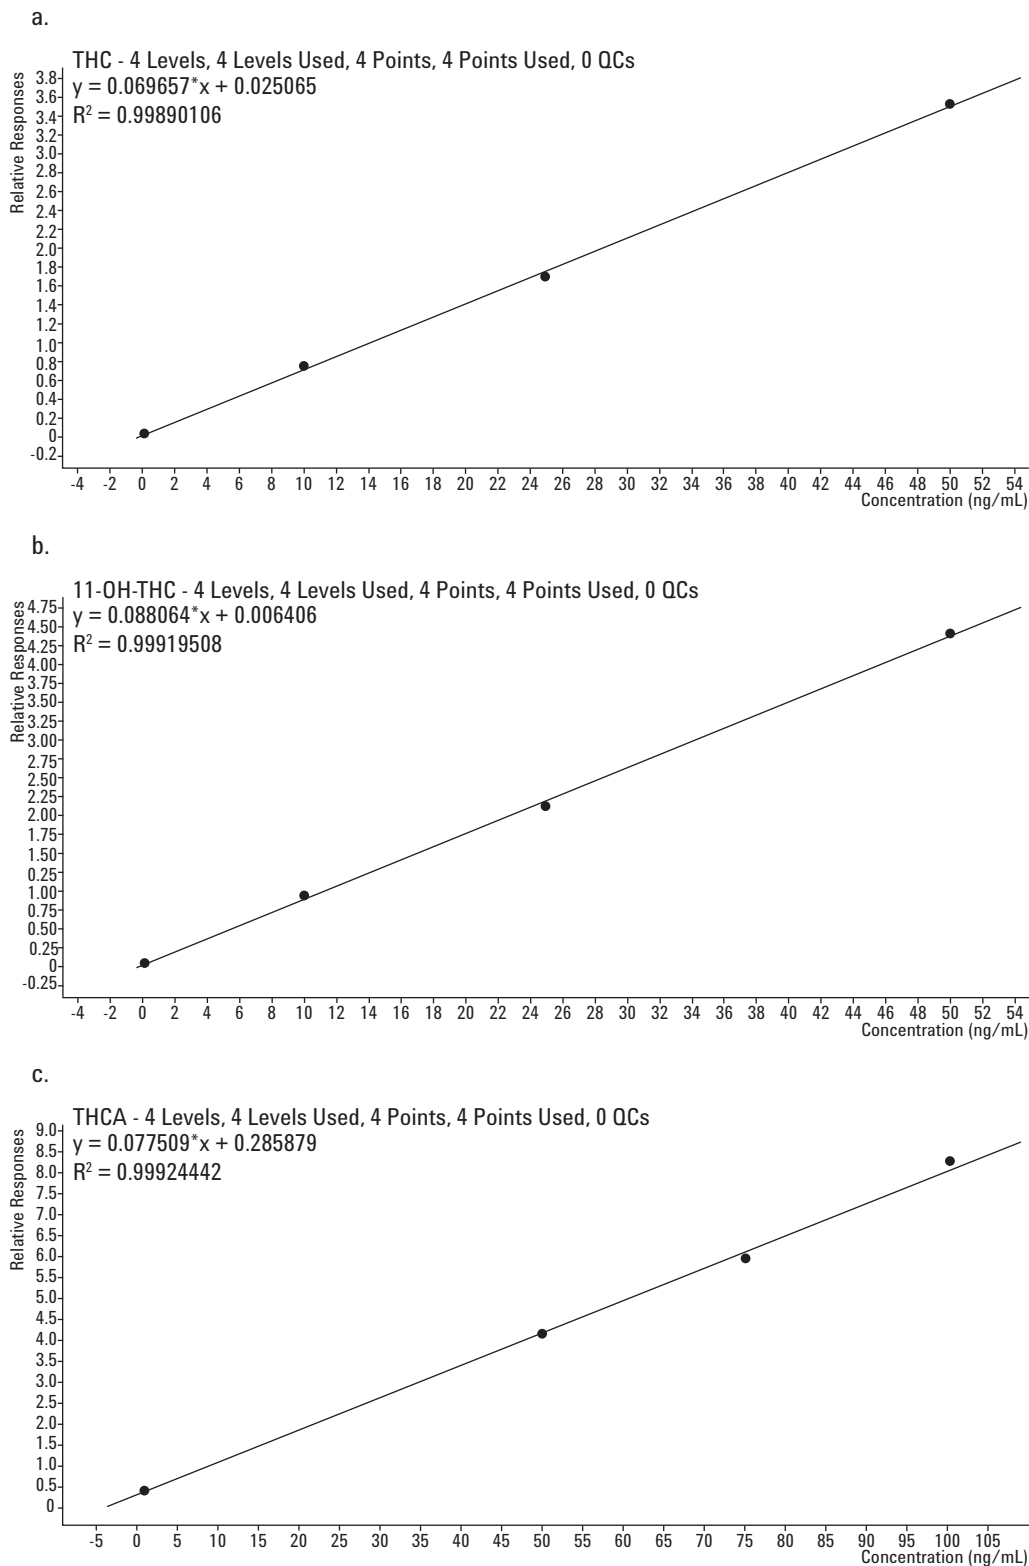 a.
THC - 4 Levels, 4 Levels Used, 4 Points, 4 Points Used, 0 QCs
y = 0.069657*x + 0.025065
R² = 0.99890106
Relative Responses
3.8
3.6
3.4
3.2
3.0
2.8
2.6
2.4
2.2
2.0
1.8
1.6
1.4
1.2
1.0
0.8
0.6
0.4
0.2
0
-0.2
-4 -2 0 2 4 6 8 10 12 14 16 18 20 22 24 26 28 30 32 34 36 38 40 42 44 46 48 50 52 54
Concentration (ng/mL)
b.
11-OH-THC - 4 Levels, 4 Levels Used, 4 Points, 4 Points Used, 0 QCs
y = 0.088064*x + 0.006406
R² = 0.99919508
Relative Responses
4.75
4.50
4.25
4.00
3.75
3.50
3.25
3.00
2.75
2.50
2.25
2.00
1.75
1.50
0.25
1.00
0.75
0.50
0.25
0
-0.25
-4 -2 0 2 4 6 8 10 12 14 16 18 20 22 24 26 28 30 32 34 36 38 40 42 44 46 48 50 52 54
Concentration (ng/mL)
c.
THCA - 4 Levels, 4 Levels Used, 4 Points, 4 Points Used, 0 QCs
y = 0.077509*x + 0.285879
R² = 0.99924442
Relative Responses
9.0
8.5
8.0
7.0
6.5
6.0
5.5
5.0
4.5
4.0
3.5
3.0
2.5
2.0
1.5
1.0
0.5
0
-5 0 5 10 15 20 25 30 35 40 45 50 55 60 65 70 75 80 85 90 95 100 105
Concentration (ng/mL)